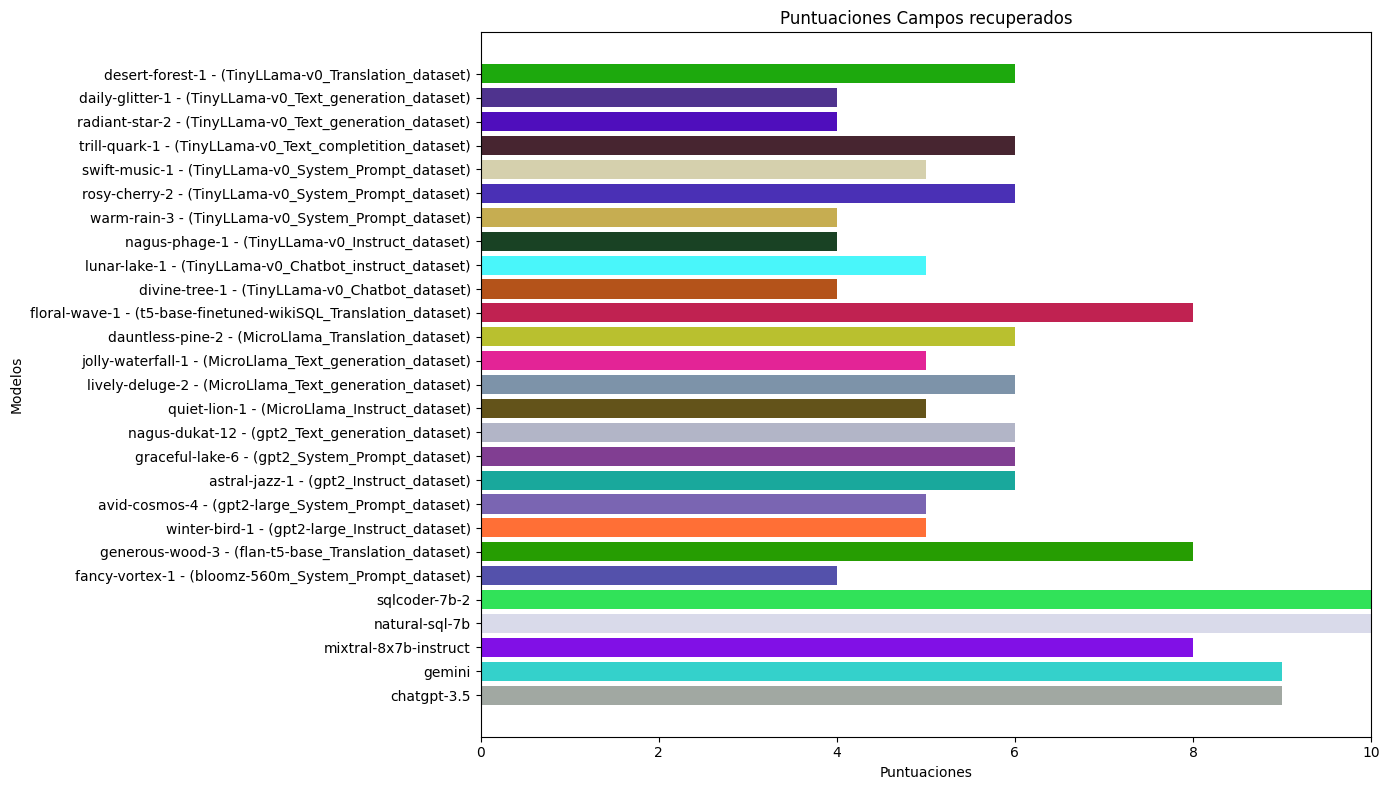 Puntuaciones Campos recuperados
desert-forest-1 - (TinyLLama-v0_Translation_dataset)
daily-glitter-1 - (TinyLLama-v0_Text_generation_dataset)
radiant-star-2 - (TinyLLama-v0_Text_generation_dataset)
trill-quark-1 - (TinyLLama-v0_Text_completition_dataset)
swift-music-1 - (TinyLLama-v0_System_Prompt_dataset)
rosy-cherry-2 - (TinyLLama-v0_System_Prompt_dataset)
warm-rain-3 - (TinyLLama-v0_System_Prompt_dataset)
nagus-phage-1 - (TinyLLama-v0_Instruct_dataset)
lunar-lake-1 - (TinyLLama-v0_Chatbot_instruct_dataset)
divine-tree-1 - (TinyLLama-v0_Chatbot_dataset)
floral-wave-1 - (t5-base-finetuned-wikiSQL_Translation_dataset)
dauntless-pine-2 - (MicroLlama_Translation_dataset)
jolly-waterfall-1 - (MicroLlama_Text_generation_dataset)
lively-deluge-2 - (MicroLlama_Text_generation_dataset)
quiet-lion-1 - (MicroLlama_Instruct_dataset)
nagus-dukat-12 - (gpt2_Text_generation_dataset)
graceful-lake-6 - (gpt2_System_Prompt_dataset)
astral-jazz-1 - (gpt2_Instruct_dataset)
avid-cosmos-4 - (gpt2-large_System_Prompt_dataset)
winter-bird-1 - (gpt2-large_Instruct_dataset)
generous-wood-3 - (flan-t5-base_Translation_dataset)
fancy-vortex-1 - (bloomz-560m_System_Prompt_dataset)
sqlcoder-7b-2
natural-sql-7b
mixtral-8x7b-instruct
gemini
chatgpt-3.5
Modelos
0 2 4 6 8 10
Puntuaciones